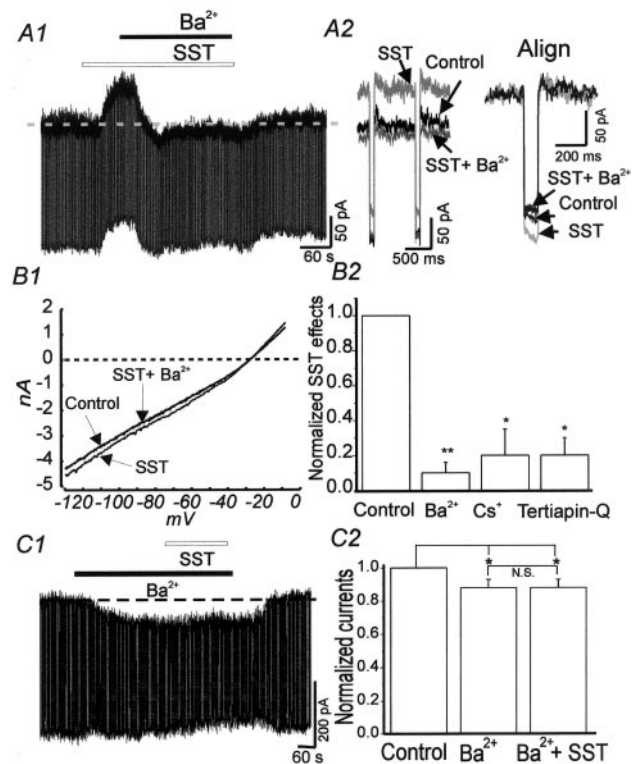 A1
Ba²⁺
SST
50 pA
60 s
A2
SST
Control
SST+ Ba²⁺
50 pA
500 ms
Align
50 pA
200 ms
SST+ Ba²⁺
Control
SST
B1
2
1
0
-1
-2
-3
-4
-5
nA
SST+ Ba²⁺
Control
SST
-120 -100 -80 -60 -40 -20 0
mV
B2
Normalized SST effects
1.0
0.8
0.6
0.4
0.2
0.0
** * *
Control Ba²⁺ Cs⁺ Tertiapin-Q
C1
SST
Ba²⁺
200 pA
60 s
C2
Normalized currents
1.0
0.8
0.6
0.4
0.2
0.0
* *
N.S.
Control Ba²⁺ Ba²⁺+ SST